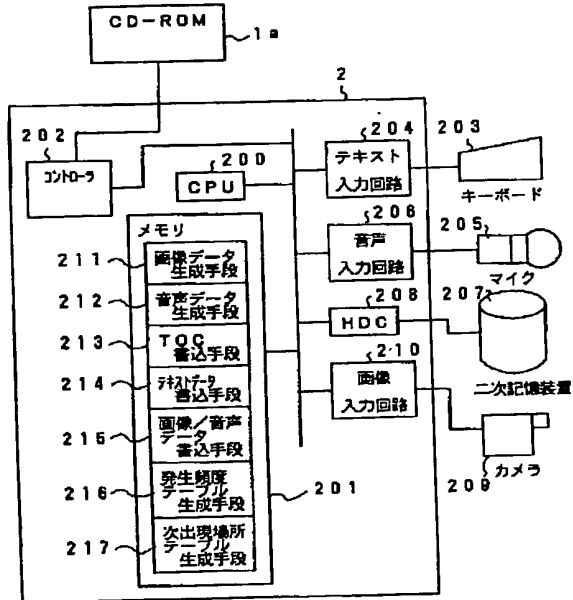 CD-ROM
1a
2
202
コントローラ
200
CPU
204
テキスト
入力回路
203
キーボード
メモリ
211
画像データ
生成手段
212
音声データ
生成手段
213
TOC
書込手段
214
テキストデータ
書込手段
215
画像/音声
データ
書込手段
216
発生頻度
テーブル
生成手段
217
次出現場所
テーブル
生成手段
201
206
音声
入力回路
205
マイク
208
HDC
207
二次記憶装置
210
画像
入力回路
209
カメラ